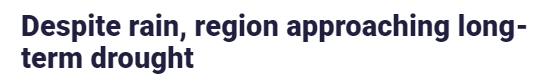 Despite rain, region approaching long-
term drought